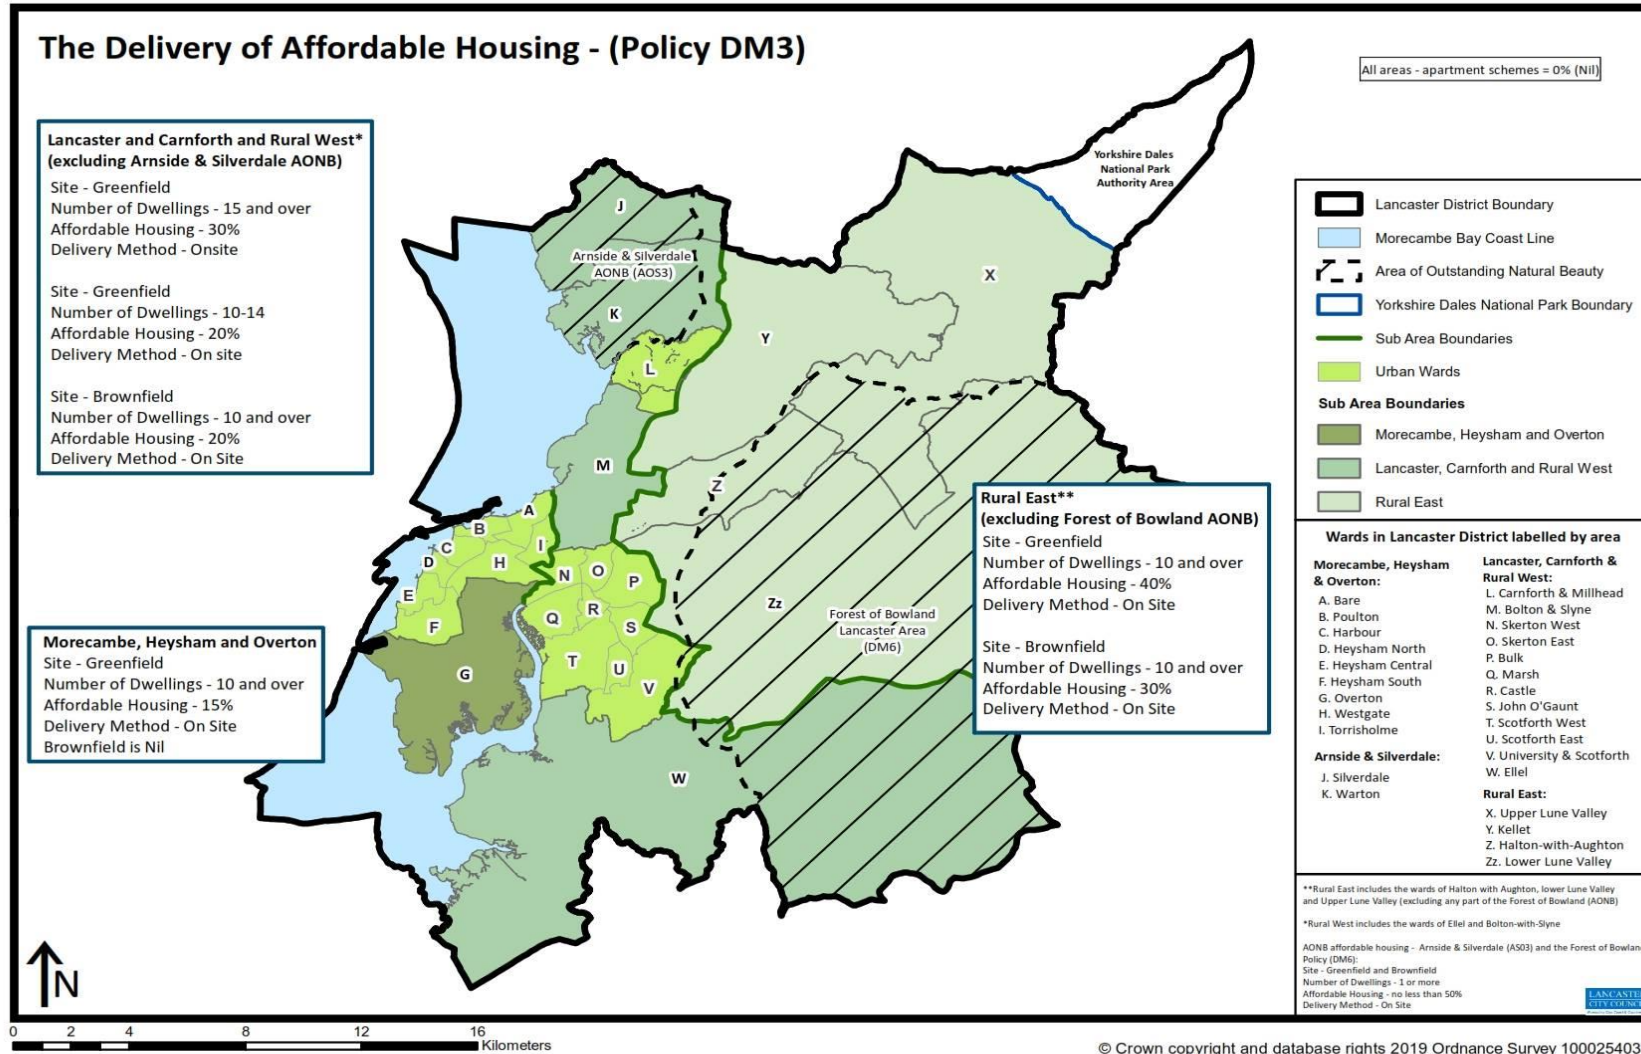 The Delivery of Affordable Housing - (Policy DM3)
All areas - apartment schemes = 0% (Nil)
Lancaster and Carnforth and Rural West*
(excluding Arnside & Silverdale AONB)
Site - Greenfield
Number of Dwellings - 15 and over
Affordable Housing - 30%
Delivery Method - Onsite
Site - Greenfield
Number of Dwellings - 10-14
Affordable Housing - 20%
Delivery Method - On site
Site - Brownfield
Number of Dwellings - 10 and over
Affordable Housing - 20%
Delivery Method - On Site
Morecambe, Heysham and Overton
Site - Greenfield
Number of Dwellings - 10 and over
Affordable Housing - 15%
Delivery Method - On Site
Brownfield is Nil
Rural East**
(excluding Forest of Bowland AONB)
Site - Greenfield
Number of Dwellings - 10 and over
Affordable Housing - 40%
Delivery Method - On Site
Site - Brownfield
Number of Dwellings - 10 and over
Affordable Housing - 30%
Delivery Method - On Site
Yorkshire Dales
National Park
Authority Area
J
Arnside & Silverdale
AONB (AOS3)
K
X
Y
L
M
Z
A
B
C
I
D
H
E
F
G
N
O
P
Q
R
S
T
U
V
Zz
Forest of Bowland
Lancaster Area
(DM6)
W
Lancaster District Boundary
Morecambe Bay Coast Line
Area of Outstanding Natural Beauty
Yorkshire Dales National Park Boundary
Sub Area Boundaries
Urban Wards
Sub Area Boundaries
Morecambe, Heysham and Overton
Lancaster, Carnforth and Rural West
Rural East
Wards in Lancaster District labelled by area
Morecambe, Heysham
& Overton:
A. Bare
B. Poulton
C. Harbour
D. Heysham North
E. Heysham Central
F. Heysham South
G. Overton
H. Westgate
I. Torrisholme
Arnside & Silverdale:
J. Silverdale
K. Warton
Lancaster, Carnforth &
Rural West:
L. Carnforth & Millhead
M. Bolton & Slyne
N. Skerton West
O. Skerton East
P. Bulk
Q. Marsh
R. Castle
S. John O'Gaunt
T. Scotforth West
U. Scotforth East
V. University & Scotforth
W. Ellel
Rural East:
X. Upper Lune Valley
Y. Kellet
Z. Halton-with-Aughton
Zz. Lower Lune Valley
**Rural East includes the wards of Halton with Aughton, lower Lune Valley
and Upper Lune Valley (excluding any part of the Forest of Bowland (AONB)
*Rural West includes the wards of Ellel and Bolton-with-Slyne
AONB affordable housing - Arnside & Silverdale (AS03) and the Forest of Bowland
Policy (DM6):
Site - Greenfield and Brownfield
Number of Dwellings - 1 or more
Affordable Housing - no less than 50%
Delivery Method - On Site
LANCASTER
CITY COUNCIL
N
0 2 4 8 12 16
Kilometers
© Crown copyright and database rights 2019 Ordnance Survey 100025403